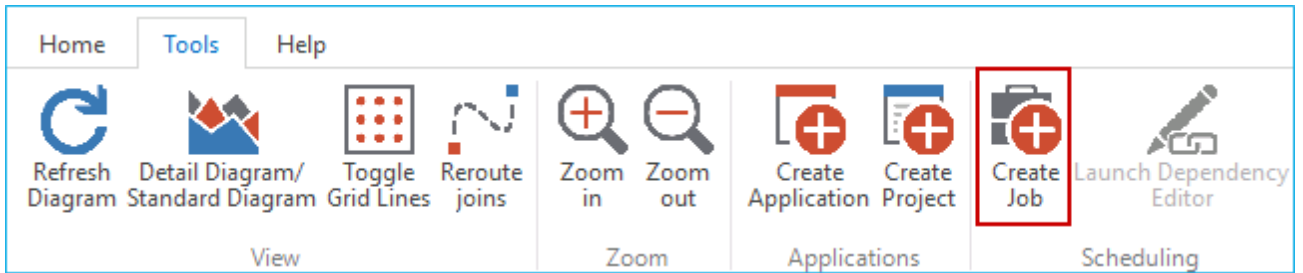 Home Tools Help
Refresh Detail Diagram/ Toggle Reroute Zoom Zoom Create Create Create Launch Dependency
Diagram Standard Diagram Grid Lines joins in out Application Project Job Editor
View Zoom Applications Scheduling